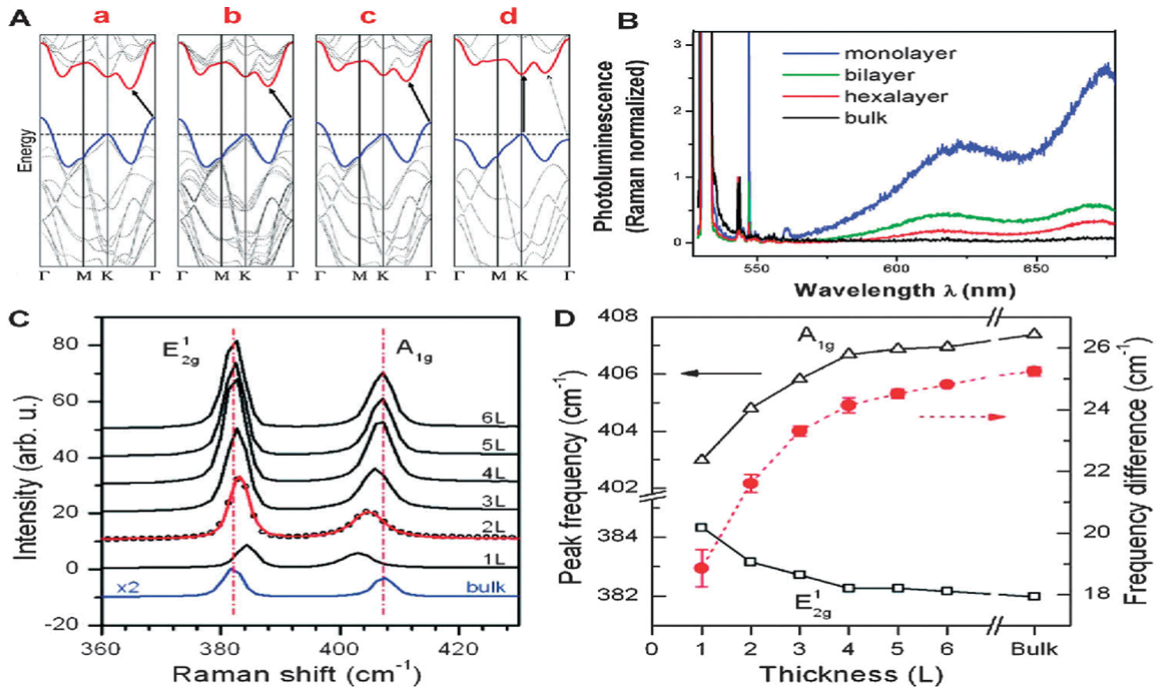 A
a
b
c
d
Energy
Γ M K Γ
Γ M K Γ
Γ M K Γ
Γ M K Γ
B
Photoluminescence
(Raman normalized)
3
2
1
0
monolayer
bilayer
hexalayer
bulk
550
600
650
Wavelength λ (nm)
C
Intensity (arb. u.)
80
60
40
20
0
-20
E¹₂g
A₁g
6L
5L
4L
3L
2L
1L
x2
bulk
360
380
400
420
Raman shift (cm⁻¹)
D
Peak frequency (cm⁻¹)
408
406
404
402
384
382
A₁g
E¹₂g
26
24
22
20
18
Frequency difference (cm⁻¹)
0 1 2 3 4 5 6 Bulk
Thickness (L)